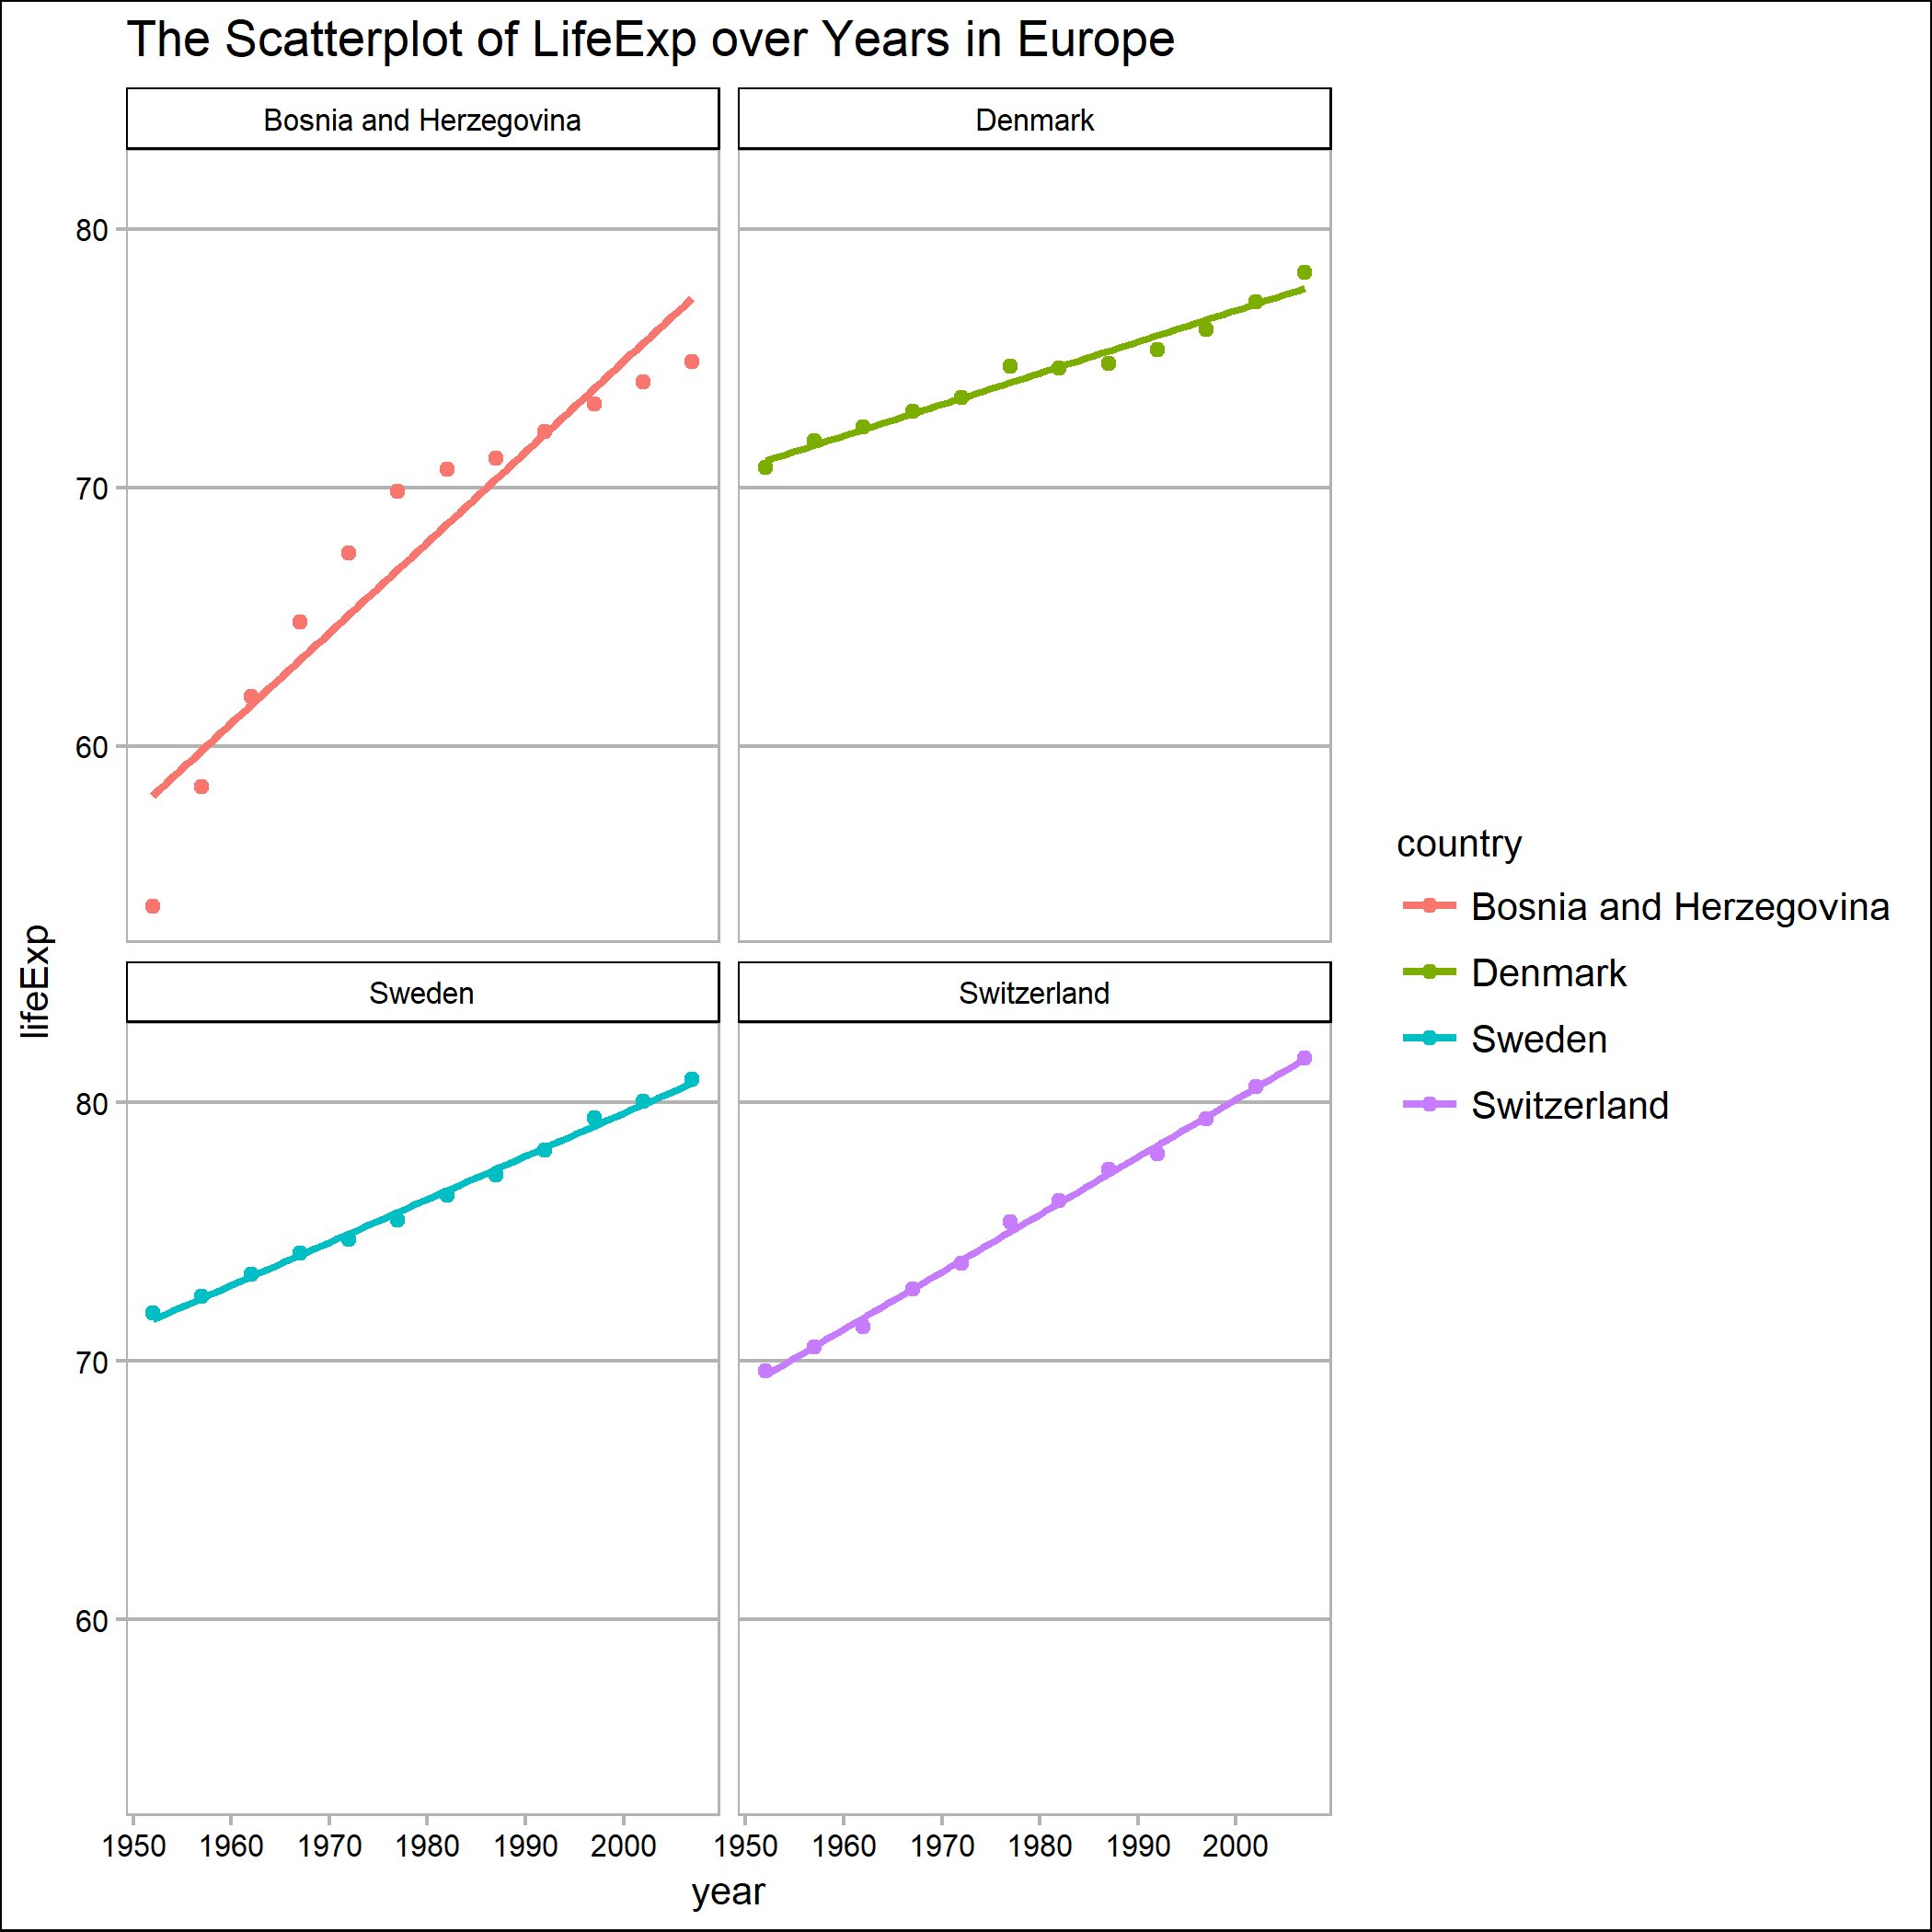 The Scatterplot of LifeExp over Years in Europe
Bosnia and Herzegovina
Denmark
80
70
60
Sweden
Switzerland
80
70
60
1950 1960 1970 1980 1990 2000
1950 1960 1970 1980 1990 2000
year
lifeExp
country
Bosnia and Herzegovina
Denmark
Sweden
Switzerland